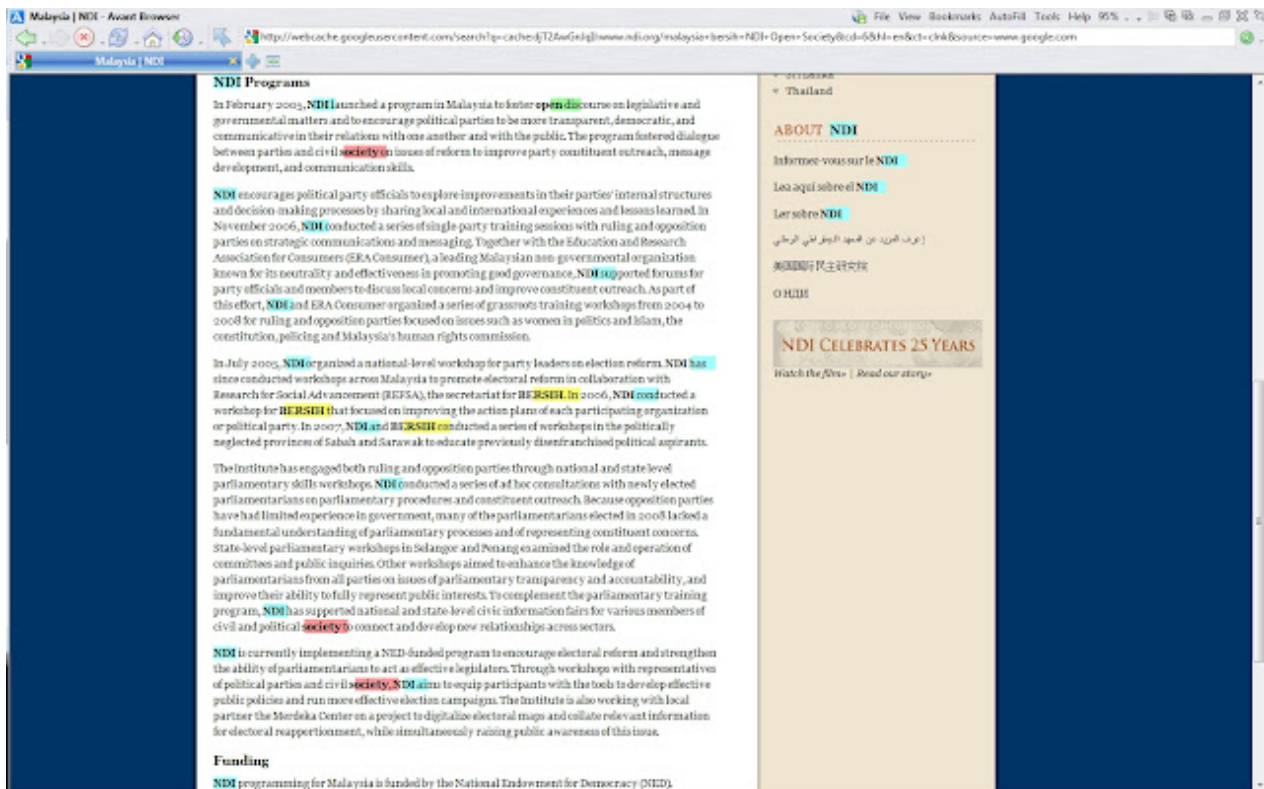 Malaysia | NDI - Avant Browser
File View Bookmarks AutoFill Tools Help 95%
http://webcache.googleusercontent.com/search?q=cache:
Malaysia | NDI
NDI Programs
In February 2005, NDI launched a program in Malaysia to foster open discourse on legislative and
governmental matters and to encourage political parties to be more transparent, democratic, and
communicative in their relations with one another and with the public. The program fostered dialogue
between parties and civil society on issues of reform to improve party constituent outreach, message
development, and communication skills.
NDI encourages political party officials to explore improvements in their parties' internal structures
and decision-making processes by sharing local and international experiences and lessons learned. In
November 2006, NDI conducted a series of single-party training sessions with ruling and opposition
parties on strategic communications and messaging. Together with the Education and Research
Association for Consumers (ERA Consumer), a leading Malaysian non-governmental organization
known for its neutrality and effectiveness in promoting good governance, NDI supported forums for
party officials and members to discuss local concerns and improve constituent outreach. As part of
this effort, NDI and ERA Consumer organized a series of grassroots training workshops from 2004 to
2008 for ruling and opposition parties focused on issues such as women in politics and Islam, the
constitution, policing and Malaysia's human rights commission.
In July 2005, NDI organized a national-level workshop for party leaders on election reform. NDI has
since conducted workshops across Malaysia to promote electoral reform in collaboration with
Research for Social Advancement (REFSA), the secretariat for BERSIH. In 2006, NDI conducted a
workshop for BERSIH that focused on improving the action plans of each participating organization
or political party. In 2007, NDI and BERSIH conducted a series of workshops in the politically
neglected provinces of Sabah and Sarawak to educate previously disenfranchised political aspirants.
The Institute has engaged both ruling and opposition parties through national and state level
parliamentary skills workshops. NDI conducted a series of ad hoc consultations with newly elected
parliamentarians on parliamentary procedures and constituent outreach. Because opposition parties
have had limited experience in government, many of the parliamentarians elected in 2008 lacked a
fundamental understanding of parliamentary processes and of representing constituent concerns.
State-level parliamentary workshops in Selangor and Penang examined the role and operation of
committees and public inquiries. Other workshops aimed to enhance the knowledge of
parliamentarians from all parties on issues of parliamentary transparency and accountability, and
improve their ability to fully represent public interests. To complement the parliamentary training
program, NDI has supported national and state-level civic information fairs for various members of
civil and political society to connect and develop new relationships across sectors.
NDI is currently implementing a NED-funded program to encourage electoral reform and strengthen
the ability of parliamentarians to act as effective legislators. Through workshops with representatives
of political parties and civil society, NDI aims to equip participants with the tools to develop effective
public policies and run more effective election campaigns. The Institute is also working with local
partner the Merdeka Center on a project to digitalize electoral maps and collate relevant information
for electoral reapportionment, while simultaneously raising public awareness of this issue.
Funding
NDI programming for Malaysia is funded by the National Endowment for Democracy (NED).
Sri Lanka
Thailand
ABOUT NDI
Informez-vous sur le NDI
Lea aquí sobre el NDI
Ler sobre NDI
美国国际民主研究院
О НДИ
NDI CELEBRATES 25 YEARS
Watch the film» | Read our story»